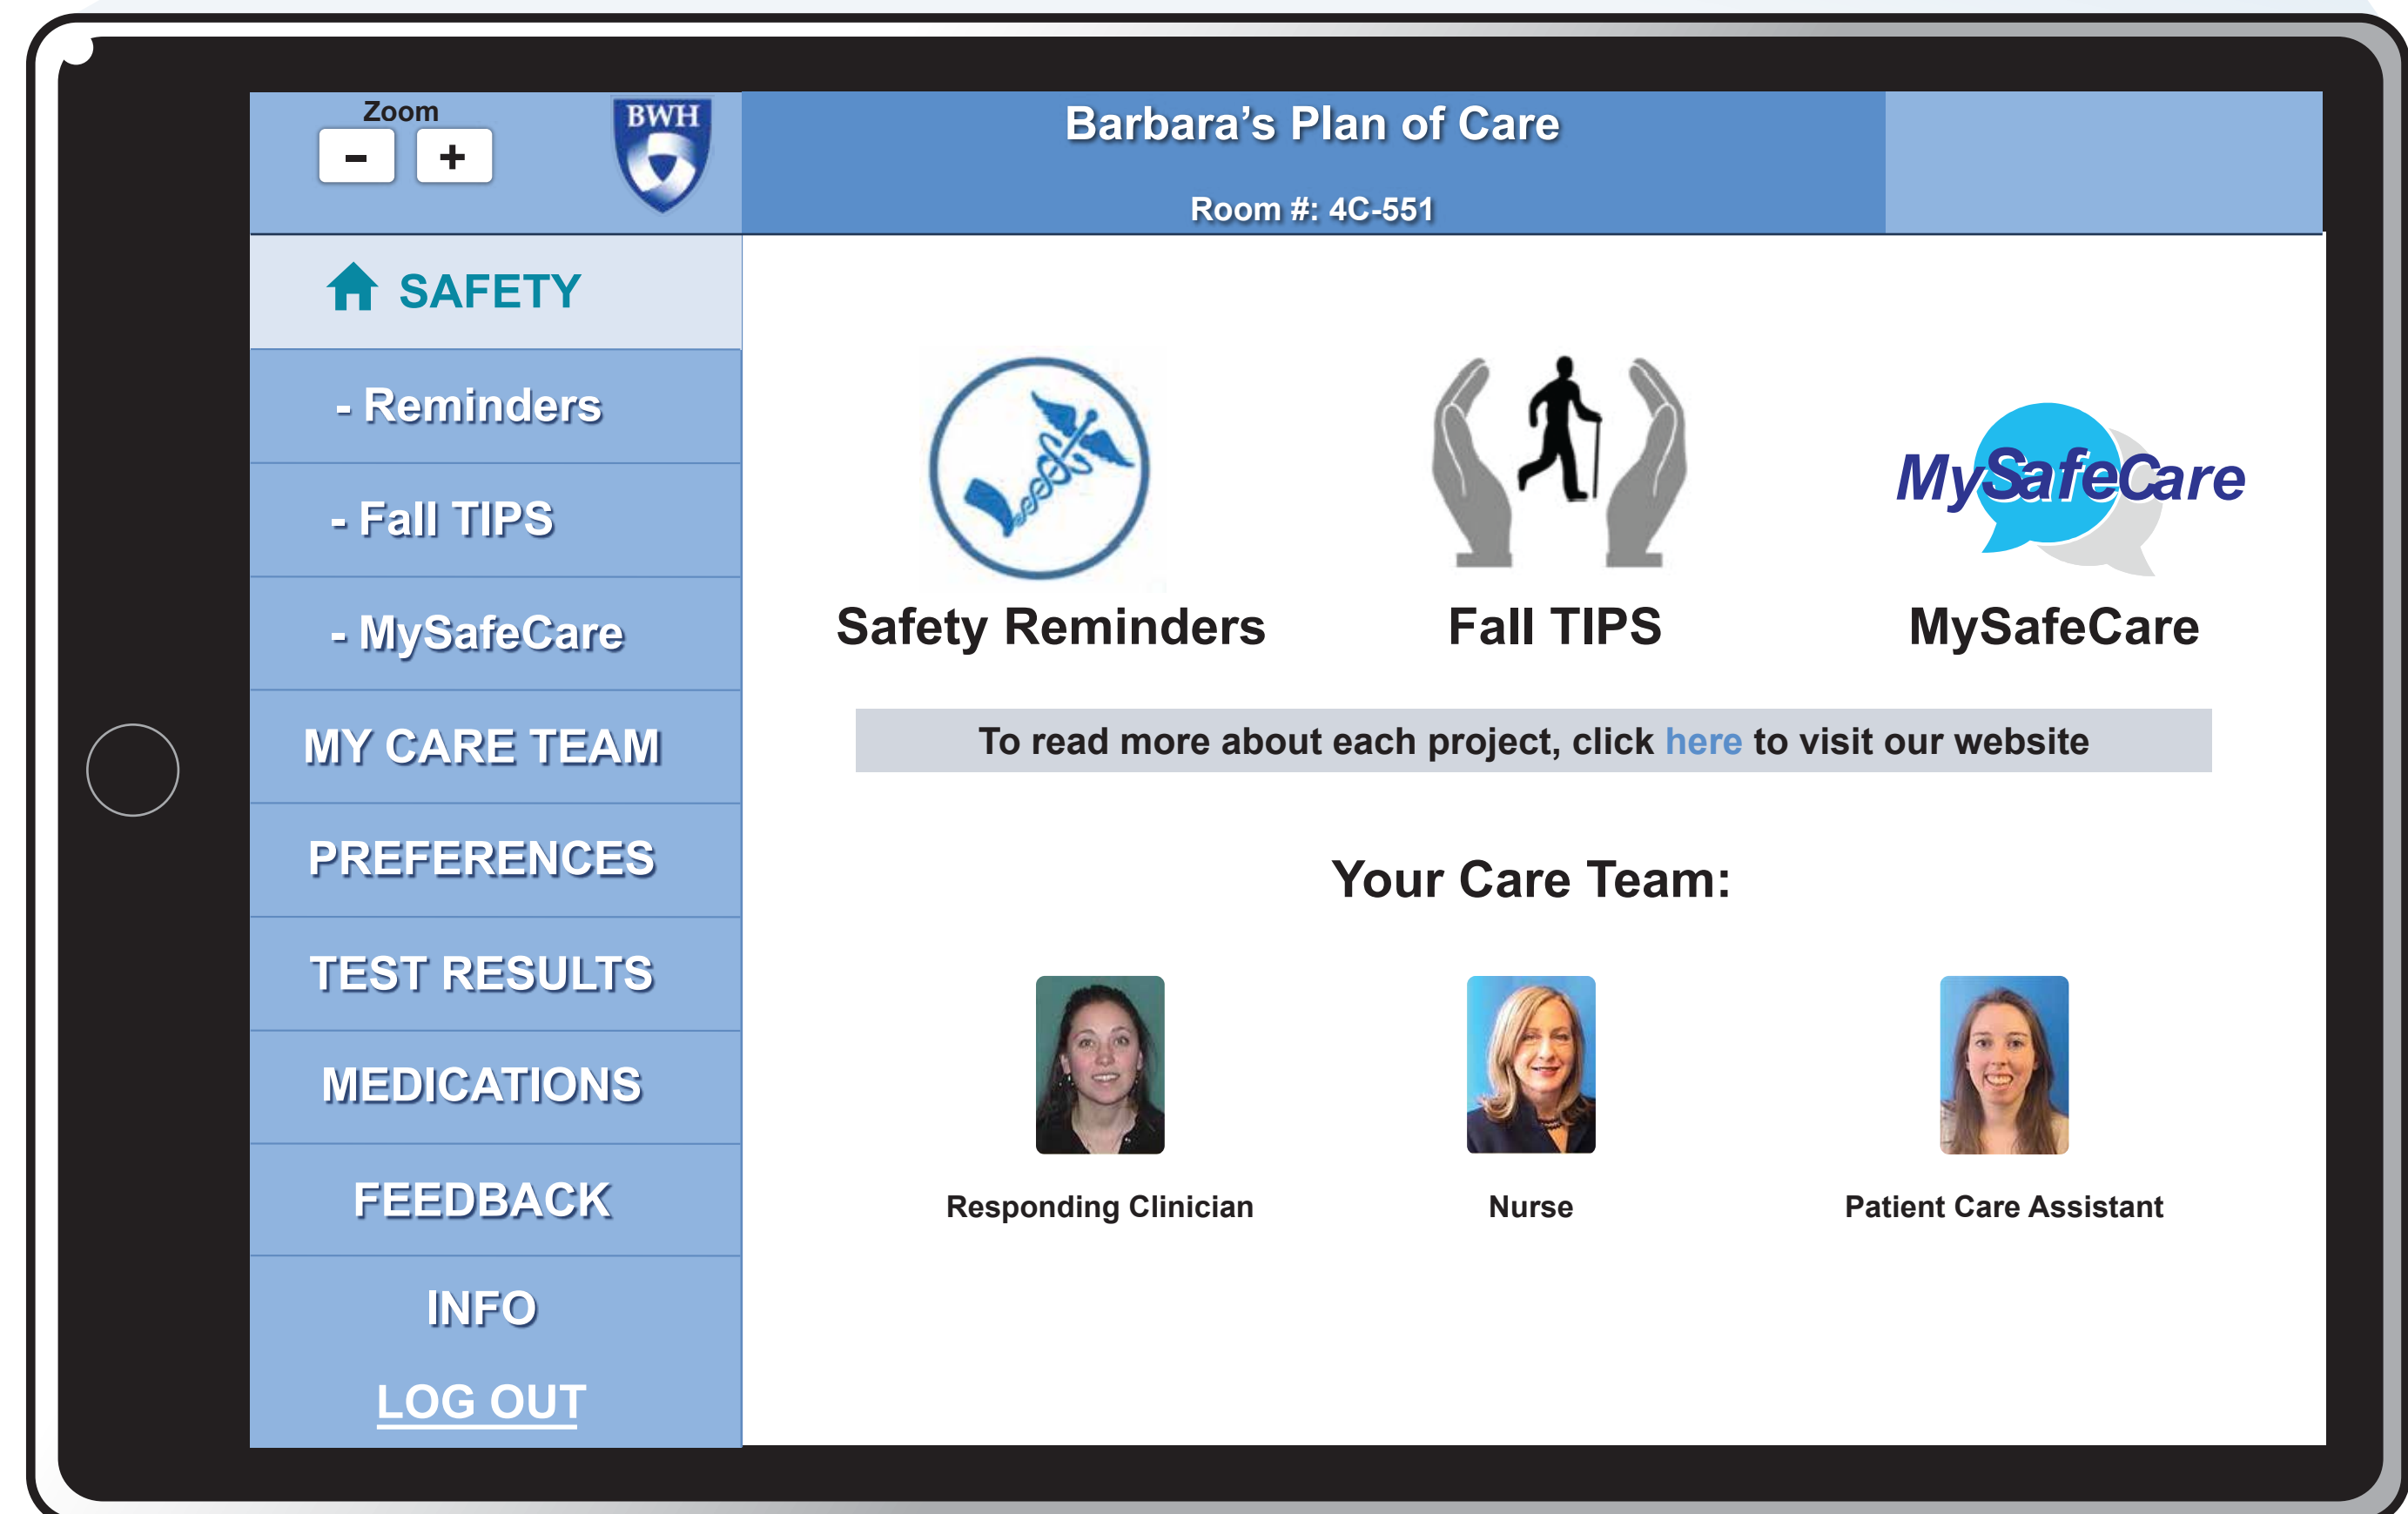 Zoom
- +
BWH
Barbara’s Plan of Care
Room #: 4C-551
SAFETY
- Reminders
- Fall TIPS
- MySafeCare
MY CARE TEAM
PREFERENCES
TEST RESULTS
MEDICATIONS
FEEDBACK
INFO
LOG OUT
MySafeCare
Safety Reminders
Fall TIPS
MySafeCare
To read more about each project, click here to visit our website
Your Care Team:
Responding Clinician
Nurse
Patient Care Assistant